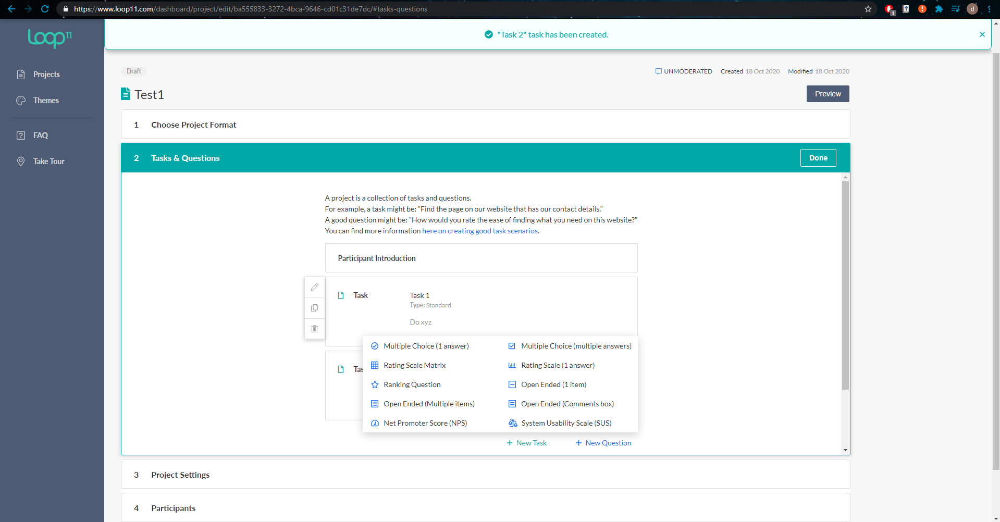 https://www.loop11.com/dashboard/project/edit/ba555833-3272-4bca-9646-cd01c31de7dc/#tasks-questions
1
d
Loop11
"Task 2" task has been created.
Projects
Themes
FAQ
Take Tour
Draft
UNMODERATED Created 18 Oct 2020 Modified 18 Oct 2020
Test1
Preview
1 Choose Project Format
2 Tasks & Questions
Done
A project is a collection of tasks and questions.
For example, a task might be: "Find the page on our website that has our contact details."
A good question might be: "How would you rate the ease of finding what you need on this website?"
You can find more information here on creating good task scenarios.
Participant Introduction
Task Task 1
Type: Standard
Do xyz
Tas
Multiple Choice (1 answer) Multiple Choice (multiple answers)
Rating Scale Matrix Rating Scale (1 answer)
Ranking Question Open Ended (1 item)
Open Ended (Multiple items) Open Ended (Comments box)
Net Promoter Score (NPS) System Usability Scale (SUS)
+ New Task + New Question
3 Project Settings
4 Participants